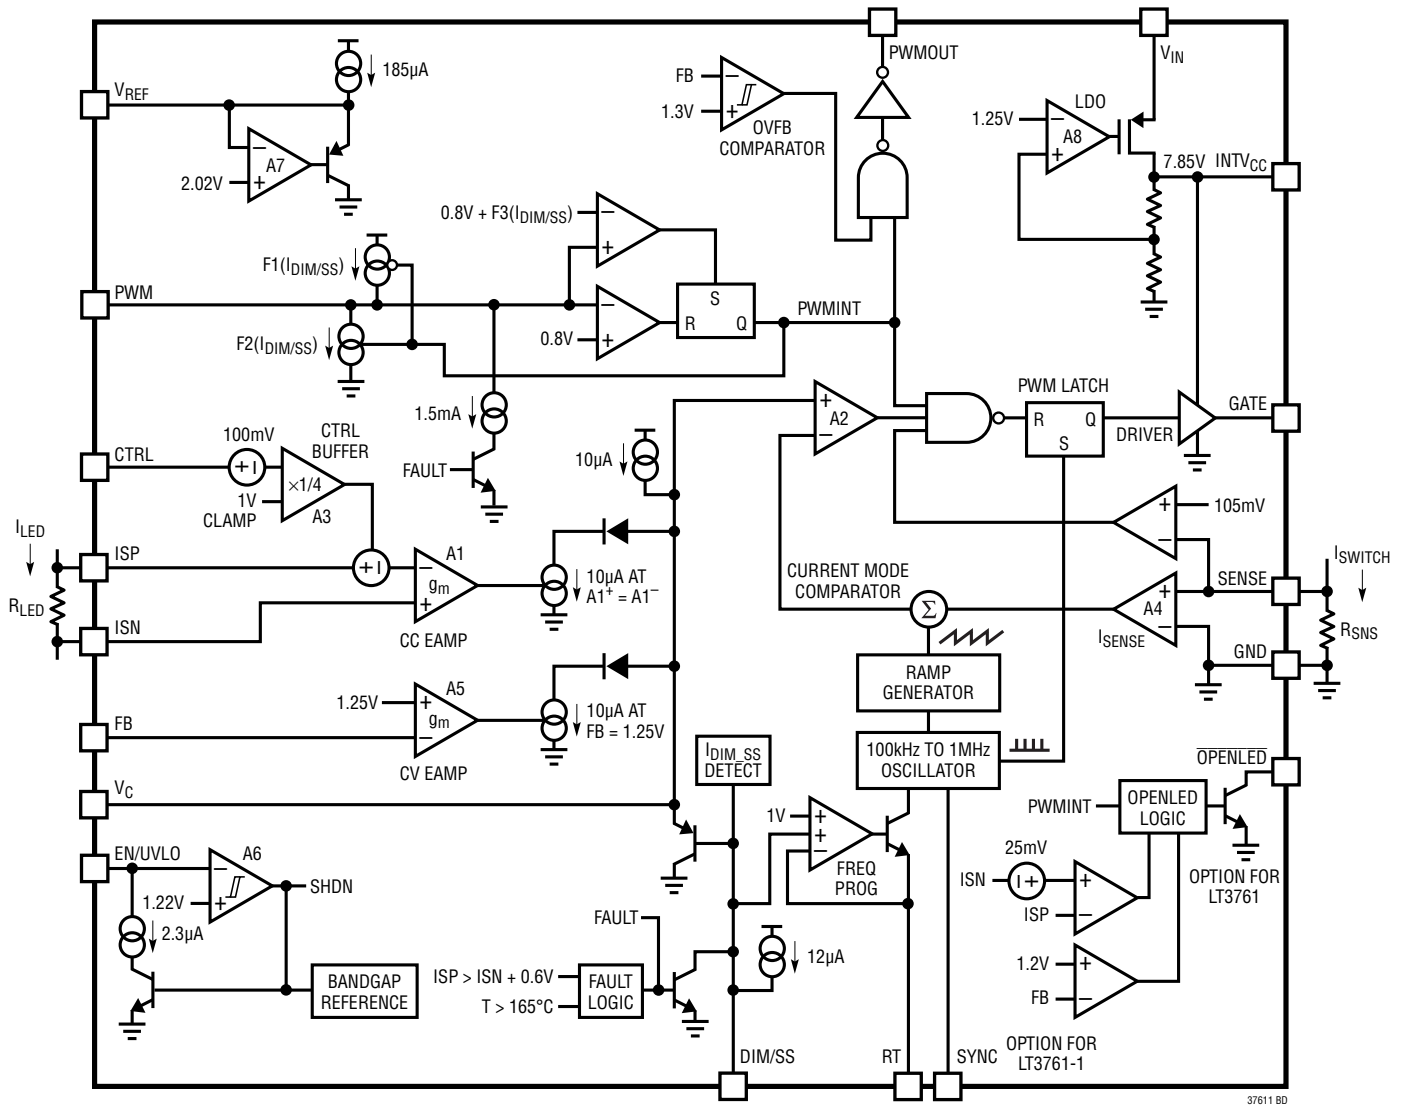 PWMOUT
V_IN
185µA
V_REF
FB
1.3V
OVFB
COMPARATOR
LDO
1.25V
A8
7.85V
INTV_CC
A7
2.02V
0.8V + F3(I_DIM/SS)
F1(I_DIM/SS)
PWM
S
R
Q
PWMINT
0.8V
F2(I_DIM/SS)
1.5mA
FAULT
PWM LATCH
R
Q
S
A2
DRIVER
GATE
CTRL
100mV
CTRL
BUFFER
×1/4
A3
1V
CLAMP
10µA
105mV
I_LED
ISP
A1
g_m
CC EAMP
10µA AT
A1⁺ = A1⁻
R_LED
ISN
CURRENT MODE
COMPARATOR
Σ
I_SENSE
A4
SENSE
I_SWITCH
R_SNS
GND
RAMP
GENERATOR
1.25V
A5
g_m
CV EAMP
10µA AT
FB = 1.25V
FB
I_DIM_SS
DETECT
100kHz TO 1MHz
OSCILLATOR
OPENLED
V_C
PWMINT
OPENLED
LOGIC
OPTION FOR
LT3761
1V
FREQ
PROG
25mV
ISN
ISP
EN/UVLO
A6
SHDN
1.22V
2.3µA
BANDGAP
REFERENCE
FAULT
ISP > ISN + 0.6V
T > 165°C
FAULT
LOGIC
12µA
1.2V
FB
OPTION FOR
LT3761-1
DIM/SS
RT
SYNC
37611 BD